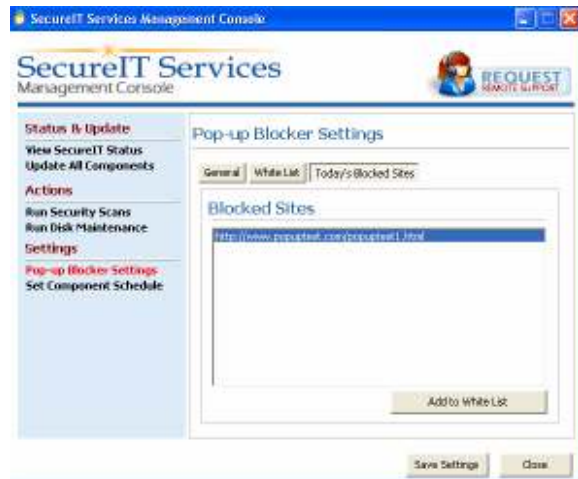 SecureIT Services Management Console
SecureIT Services
Management Console
REQUEST
REMOTE SUPPORT
Status & Update
View SecureIT Status
Update All Components
Actions
Run Security Scans
Run Disk Maintenance
Settings
Pop-up Blocker Settings
Set Component Schedule
Pop-up Blocker Settings
General
White List
Today's Blocked Sites
Blocked Sites
http://www.popuptest.com/popuptest1.html
Add to White List
Save Settings
Close